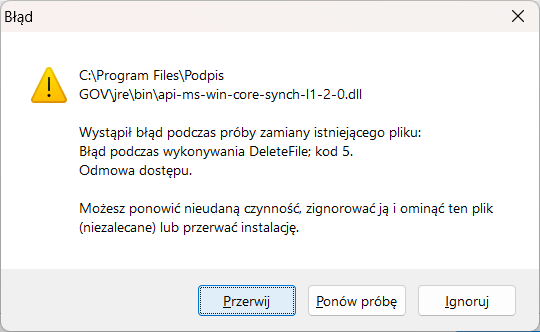 Błąd
C:\Program Files\Podpis
GOV\jre\bin\api-ms-win-core-synch-l1-2-0.dll
Wystąpił błąd podczas próby zamiany istniejącego pliku:
Błąd podczas wykonywania DeleteFile; kod 5.
Odmowa dostępu.
Możesz ponowić nieudaną czynność, zignorować ją i ominąć ten plik
(niezalecane) lub przerwać instalację.
Przerwij
Ponów próbę
Ignoruj